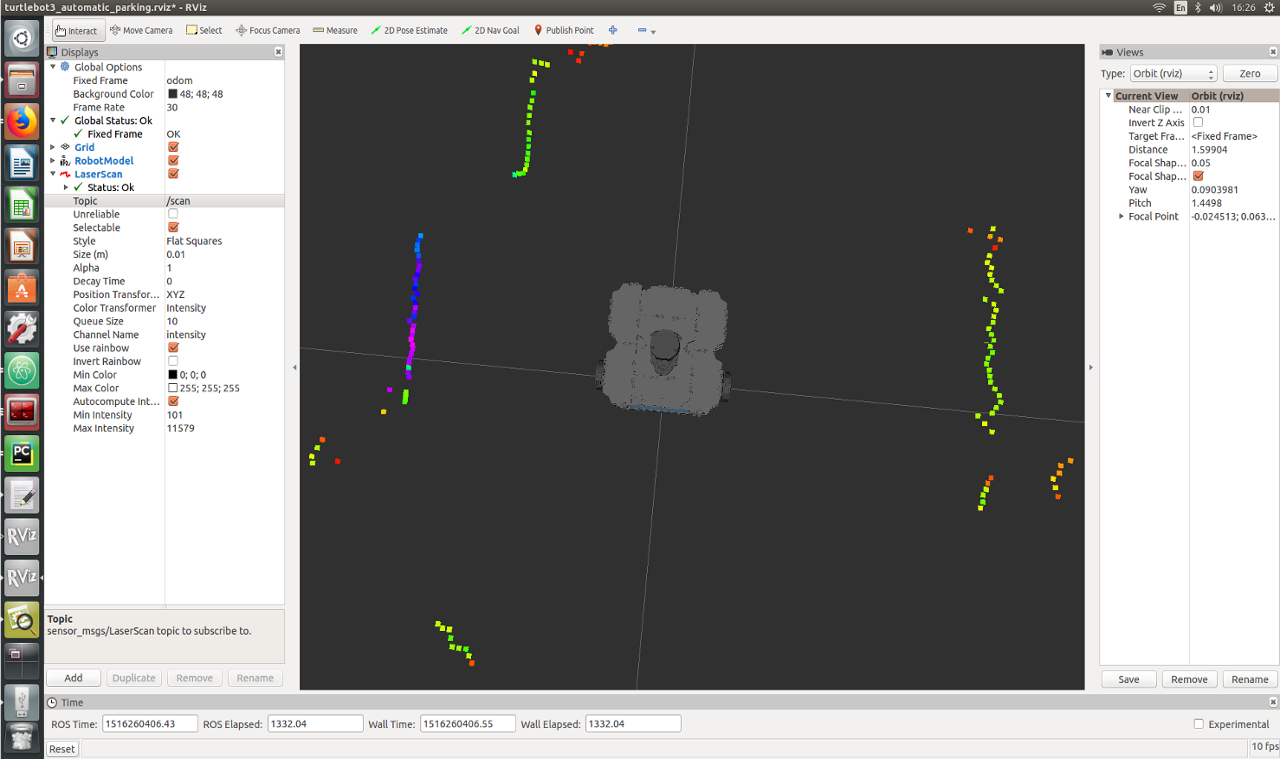 turtlebot3_automatic_parking.rviz* - RViz
En
16:26
Interact
Move Camera
Select
Focus Camera
Measure
2D Pose Estimate
2D Nav Goal
Publish Point
Displays
Global Options
Fixed Frame odom
Background Color 48; 48; 48
Frame Rate 30
Global Status: Ok
Fixed Frame OK
Grid
RobotModel
LaserScan
Status: Ok
Topic /scan
Unreliable
Selectable
Style Flat Squares
Size (m) 0.01
Alpha 1
Decay Time 0
Position Transfor... XYZ
Color Transformer Intensity
Queue Size 10
Channel Name intensity
Use rainbow
Invert Rainbow
Min Color 0; 0; 0
Max Color 255; 255; 255
Autocompute Int...
Min Intensity 101
Max Intensity 11579
Topic
sensor_msgs/LaserScan topic to subscribe to.
Add
Duplicate
Remove
Rename
Views
Type: Orbit (rviz)
Zero
Current View Orbit (rviz)
Near Clip ... 0.01
Invert Z Axis
Target Fra... <Fixed Frame>
Distance 1.59904
Focal Shap... 0.05
Focal Shap...
Yaw 0.0903981
Pitch 1.4498
Focal Point -0.024513; 0.063...
Save
Remove
Rename
PC
RViz
RViz
Time
ROS Time: 1516260406.43
ROS Elapsed: 1332.04
Wall Time: 1516260406.55
Wall Elapsed: 1332.04
Experimental
Reset
10 fps